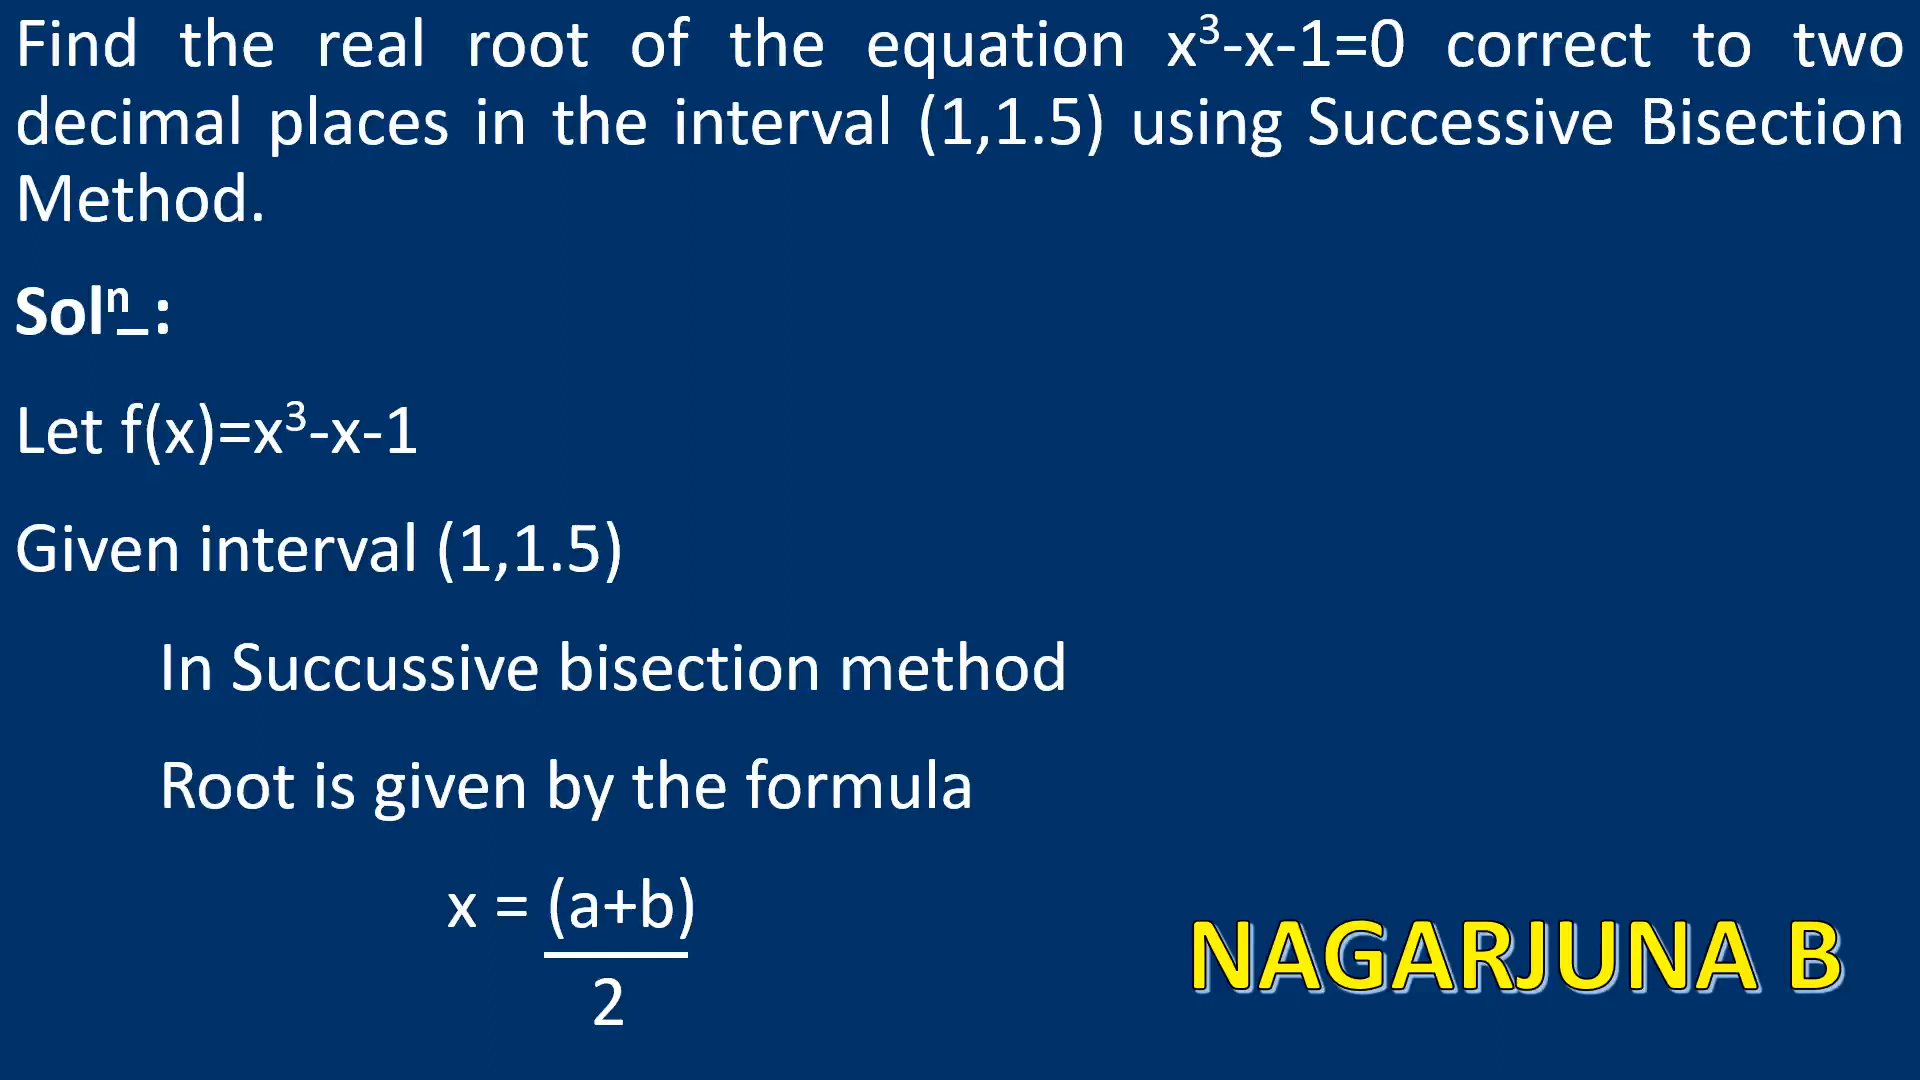 Find the real root of the equation x³-x-1=0 correct to two
decimal places in the interval (1,1.5) using Successive Bisection
Method.
Solⁿ_:
Let f(x)=x³-x-1
Given interval (1,1.5)
In Succussive bisection method
Root is given by the formula
x = (a+b)
2
NAGARJUNA B